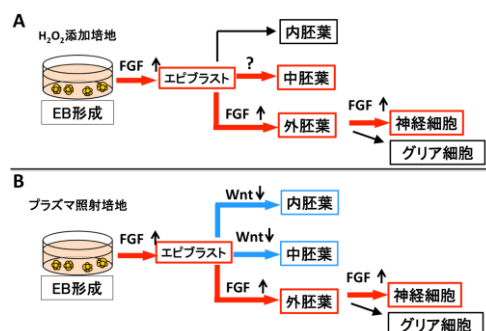 A
H₂O₂添加培地
EB形成
FGF ↑
エピブラスト
内胚葉
?
中胚葉
FGF ↑
外胚葉
FGF ↑
神経細胞
グリア細胞
B
プラズマ照射培地
EB形成
FGF ↑
エピブラスト
Wnt↓
内胚葉
Wnt↓
中胚葉
FGF ↑
外胚葉
FGF ↑
神経細胞
グリア細胞